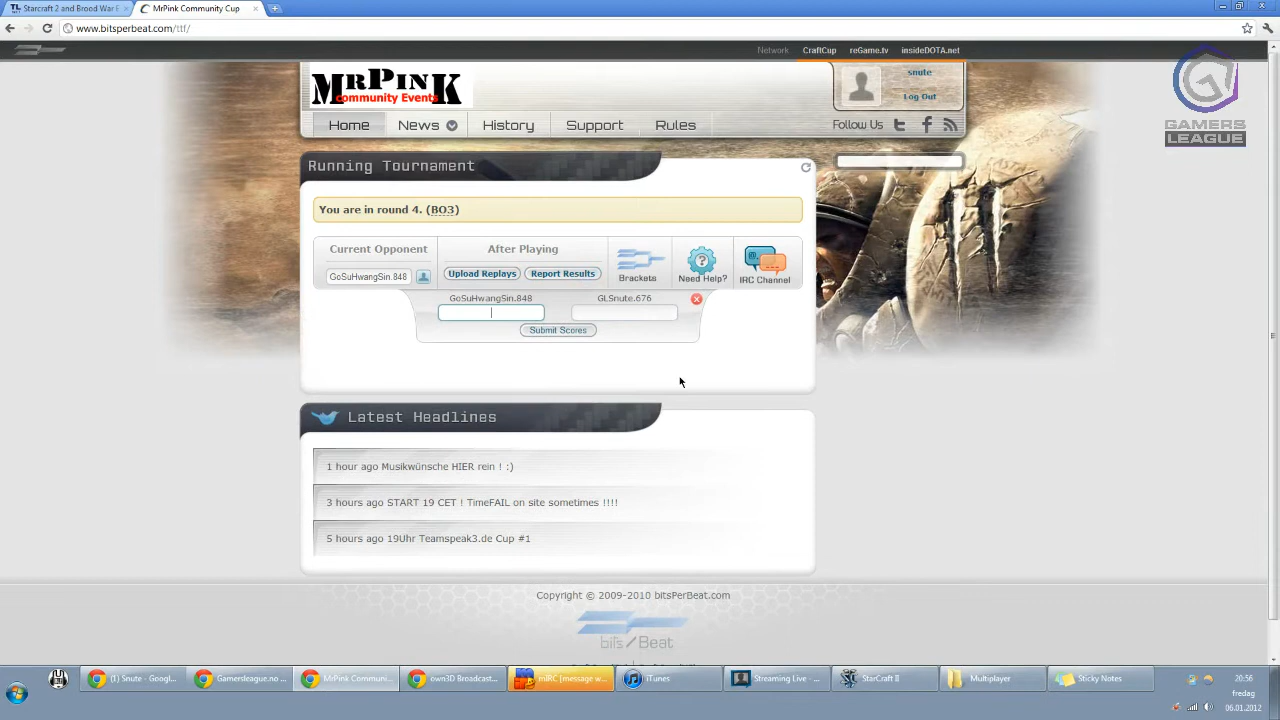 Starcraft 2 and Brood War E
MrPink Community Cup
www.bitsperbeat.com/ttf/
Network CraftCup reGame.tv insideDOTA.net
MRPINK
community Events
snute
Log Out
GAMERS
LEAGUE
Home News History Support Rules
Follow Us
Running Tournament
You are in round 4. (BO3)
Current Opponent
After Playing
GoSuHwangSin.848
Upload Replays
Report Results
Brackets
Need Help?
IRC Channel
GoSuHwangSin.848
GLSnute.676
Submit Scores
Latest Headlines
1 hour ago Musikwünsche HIER rein ! :)
3 hours ago START 19 CET ! TimeFAIL on site sometimes !!!!
5 hours ago 19Uhr Teamspeak3.de Cup #1
Copyright © 2009-2010 bitsPerBeat.com
bits/Beat
(1) Snute - Googl...
Gamersleague.no ...
MrPink Communi...
own3D Broadcast...
mIRC [message w...
iTunes
Streaming Live - ...
StarCraft II
Multiplayer
Sticky Notes
20:56
fredag
06.01.2012